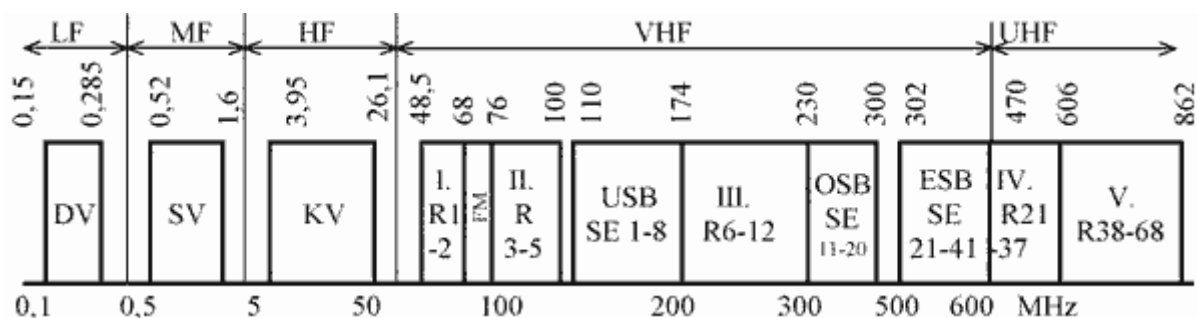 LF MF HF VHF UHF
0,15 0,285 0,52 1,6 3,95 26,1 48,5 68 76 100 110 174 230 300 302 470 606 862
DV SV KV I. R1 -2 FM II. R 3-5 USB SE 1-8 III. R6-12 OSB SE 11-20 ESB SE 21-41 IV. R21 -37 V. R38-68
0,1 0,5 5 50 100 200 300 500 600 MHz